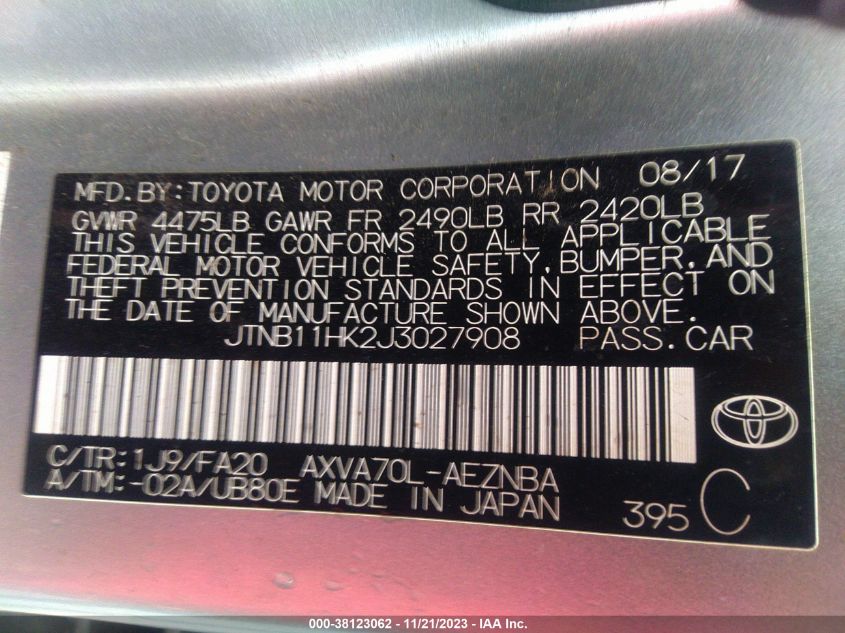 MFD.BY:TOYOTA MOTOR CORPORATION 08/17
GVWR 4475LB GAWR FR 2490LB RR 2420LB
THIS VEHICLE CONFORMS TO ALL APPLICABLE
FEDERAL MOTOR VEHICLE SAFETY,BUMPER,AND
THEFT PREVENTION STANDARDS IN EFFECT ON
THE DATE OF MANUFACTURE SHOWN ABOVE.
JTNB11HK2J3027908 PASS.CAR
C/TR:1J9/FA20 AXVA70L-AEZNBA
A/TM:-02A/UB80E MADE IN JAPAN 395 C
000-38123062 - 11/21/2023 - IAA Inc.